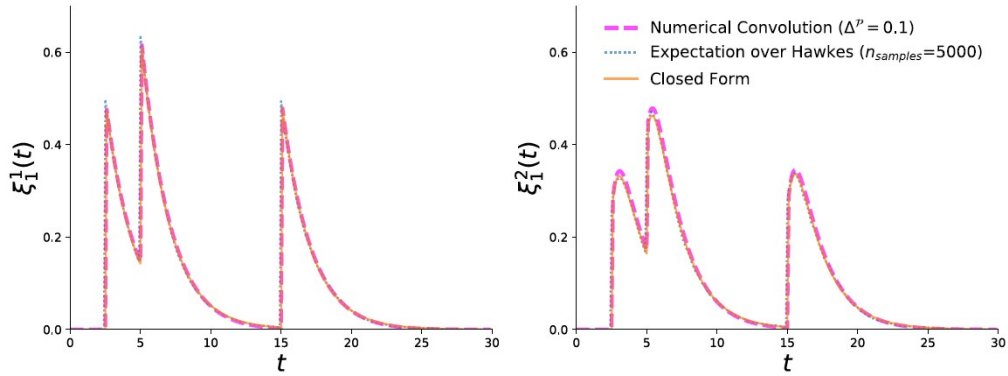 0.6
0.4
0.2
0.0
ξ₁¹(t)
0 5 10 15 20 25 30
t
Numerical Convolution (Δ^𝒫 = 0.1)
Expectation over Hawkes (n_samples=5000)
Closed Form
0.6
0.4
0.2
0.0
ξ₁²(t)
0 5 10 15 20 25 30
t